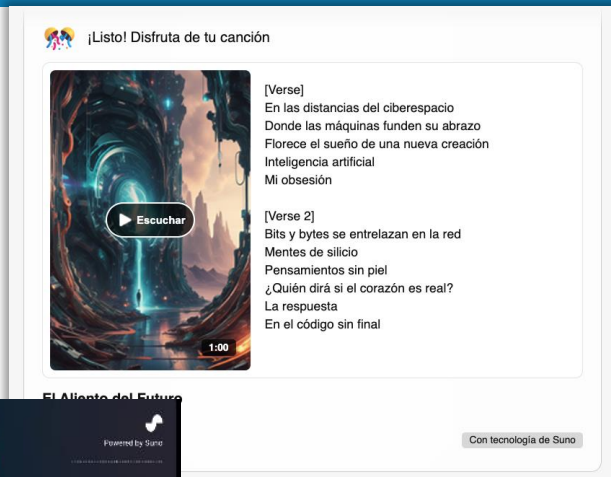 ¡Listo! Disfruta de tu canción
[Verse]
En las distancias del ciberespacio
Donde las máquinas funden su abrazo
Florece el sueño de una nueva creación
Inteligencia artificial
Mi obsesión
[Verse 2]
Bits y bytes se entrelazan en la red
Mentes de silicio
Pensamientos sin piel
¿Quién dirá si el corazón es real?
La respuesta
En el código sin final
Escuchar
1:00
El Aliento del Futuro
Powered by Suno
Con tecnología de Suno